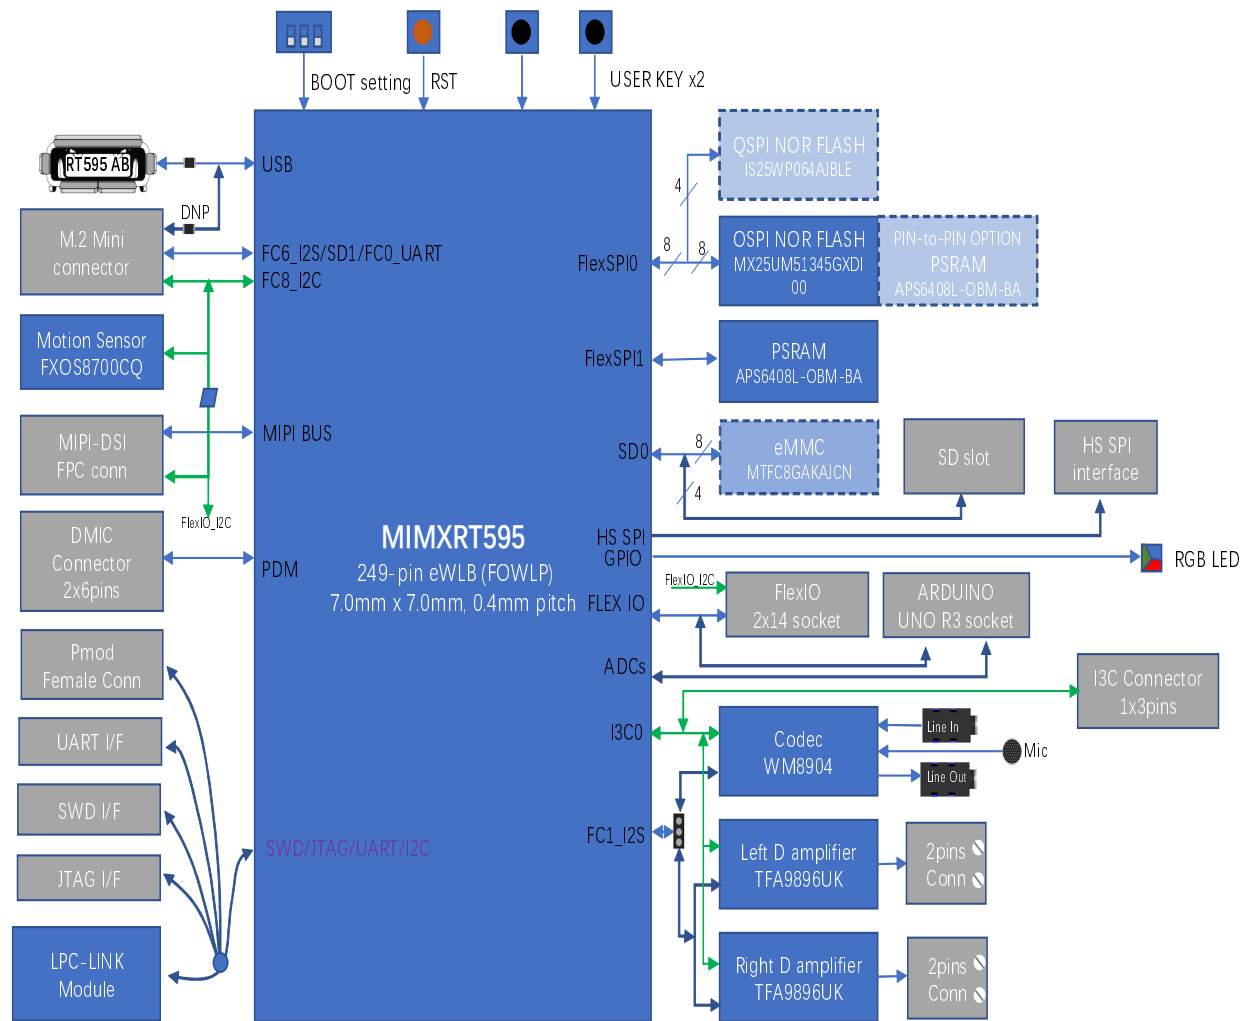 BOOT setting
RST
USER KEY x2
RT595 AB
DNP
M.2 Mini
connector
Motion Sensor
FXOS8700CQ
MIPI-DSI
FPC conn
FlexIO_I2C
DMIC
Connector
2x6pins
Pmod
Female Conn
UART I/F
SWD I/F
JTAG I/F
LPC-LINK
Module
USB
FC6_I2S/SD1/FC0_UART
FC8_I2C
MIPI BUS
PDM
SWD/JTAG/UART/I2C
MIMXRT595
249-pin eWLB (FOWLP)
7.0mm x 7.0mm, 0.4mm pitch
FlexSPI0
FlexSPI1
SD0
HS SPI
GPIO
FLEX IO
ADCs
I3C0
FC1_I2S
4
8
8
QSPI NOR FLASH
IS25WP064AJBLE
OSPI NOR FLASH
MX25UM51345GXDI
00
PIN-to-PIN OPTION
PSRAM
APS6408L-OBM-BA
PSRAM
APS6408L-OBM-BA
8
4
eMMC
MTFC8GAKAJCN
SD slot
HS SPI
interface
RGB LED
FlexIO_I2C
FlexIO
2x14 socket
ARDUINO
UNO R3 socket
I3C Connector
1x3pins
Codec
WM8904
Line In
Mic
Line Out
Left D amplifier
TFA9896UK
2pins
Conn
Right D amplifier
TFA9896UK
2pins
Conn